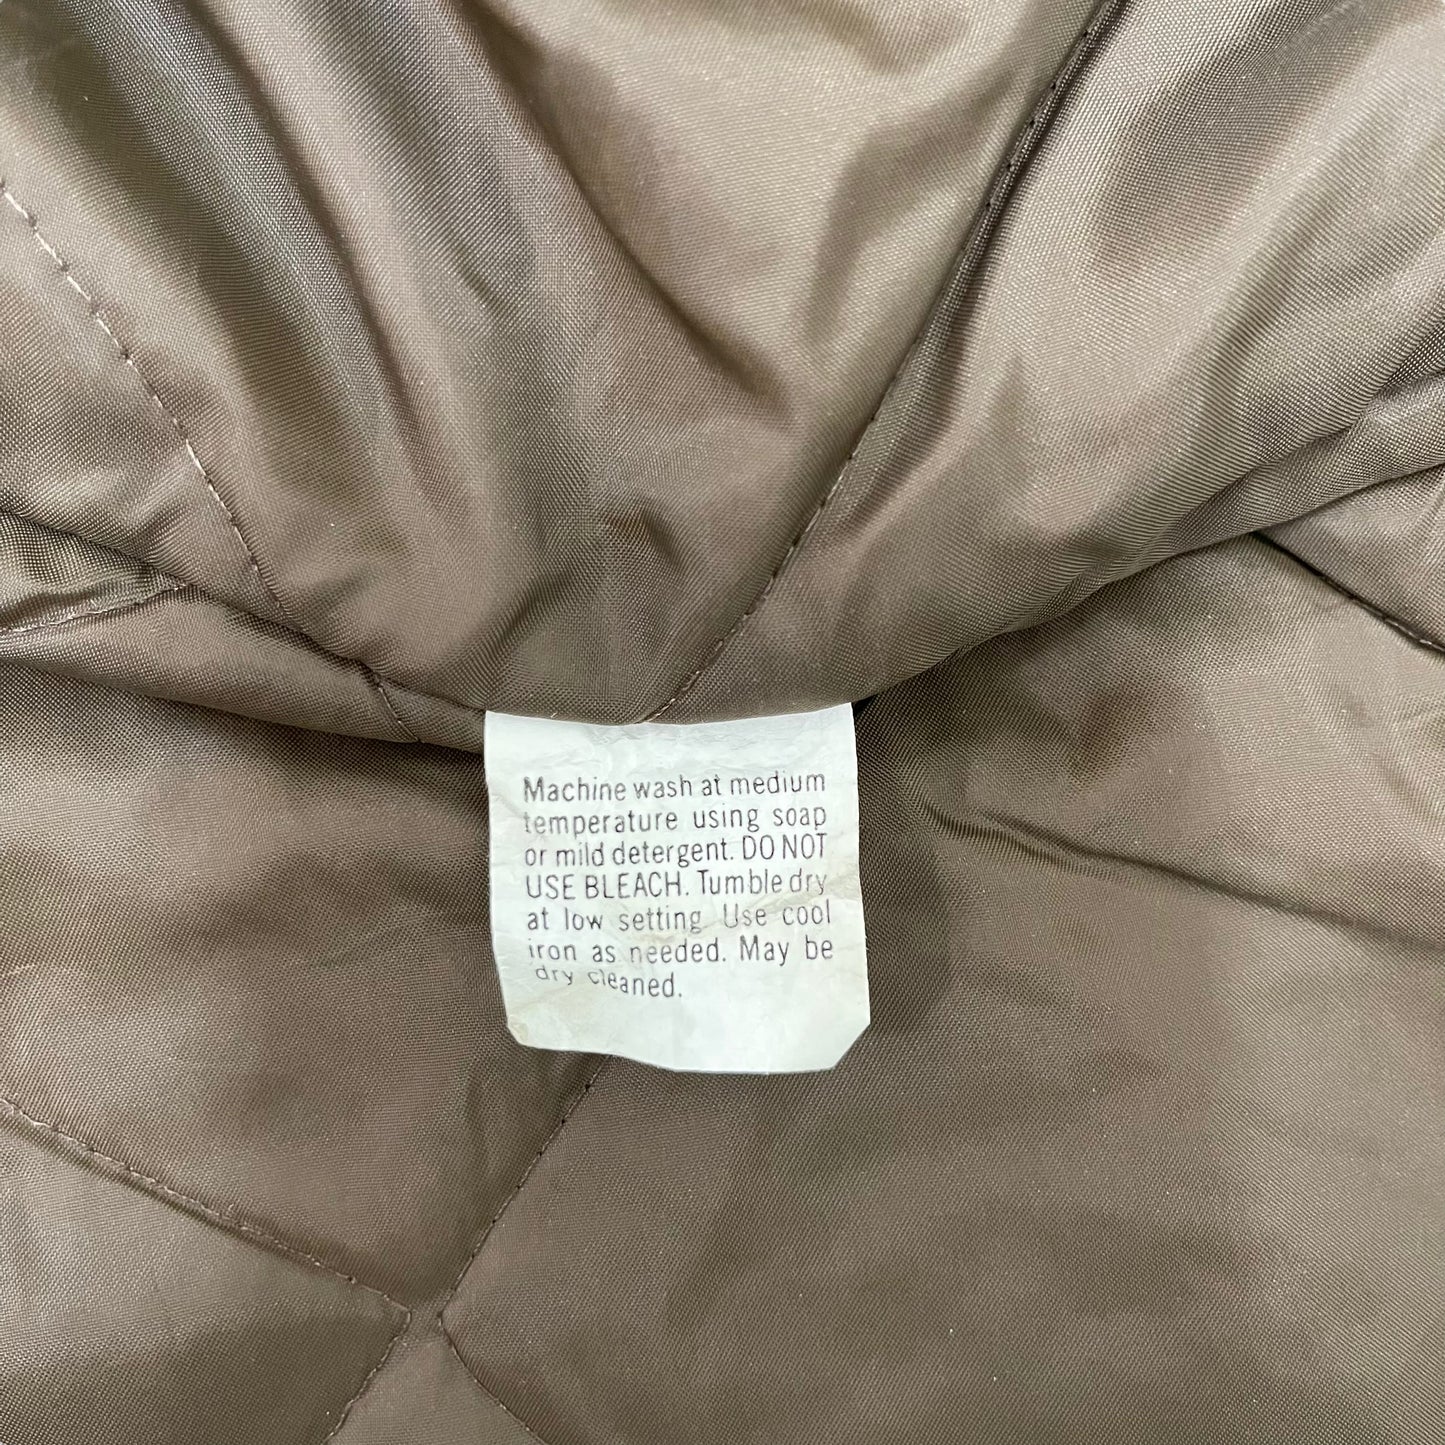 Machine wash at medium
temperature using soap
or mild detergent. DO NOT
USE BLEACH. Tumble dry
at low setting Use cool
iron as needed. May be
dry cleaned.